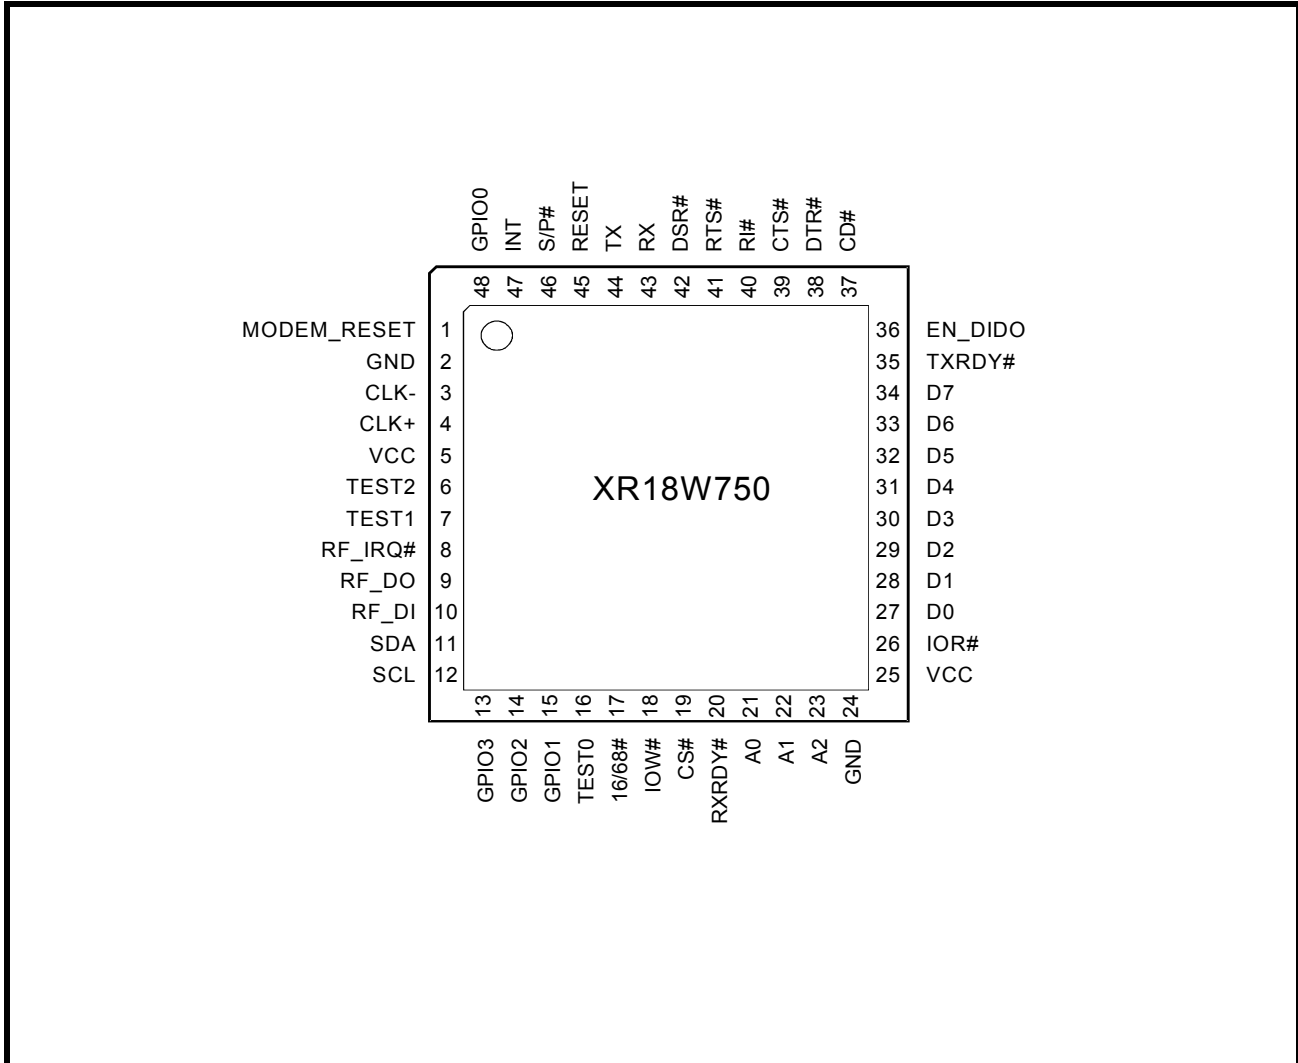 GPIO0
INT
S/P#
RESET
TX
RX
DSR#
RTS#
RI#
CTS#
DTR#
CD#
48
47
46
45
44
43
42
41
40
39
38
37
MODEM_RESET 1
GND 2
CLK- 3
CLK+ 4
VCC 5
TEST2 6
TEST1 7
RF_IRQ# 8
RF_DO 9
RF_DI 10
SDA 11
SCL 12
XR18W750
36 EN_DIDO
35 TXRDY#
34 D7
33 D6
32 D5
31 D4
30 D3
29 D2
28 D1
27 D0
26 IOR#
25 VCC
13
14
15
16
17
18
19
20
21
22
23
24
GPIO3
GPIO2
GPIO1
TEST0
16/68#
IOW#
CS#
RXRDY#
A0
A1
A2
GND